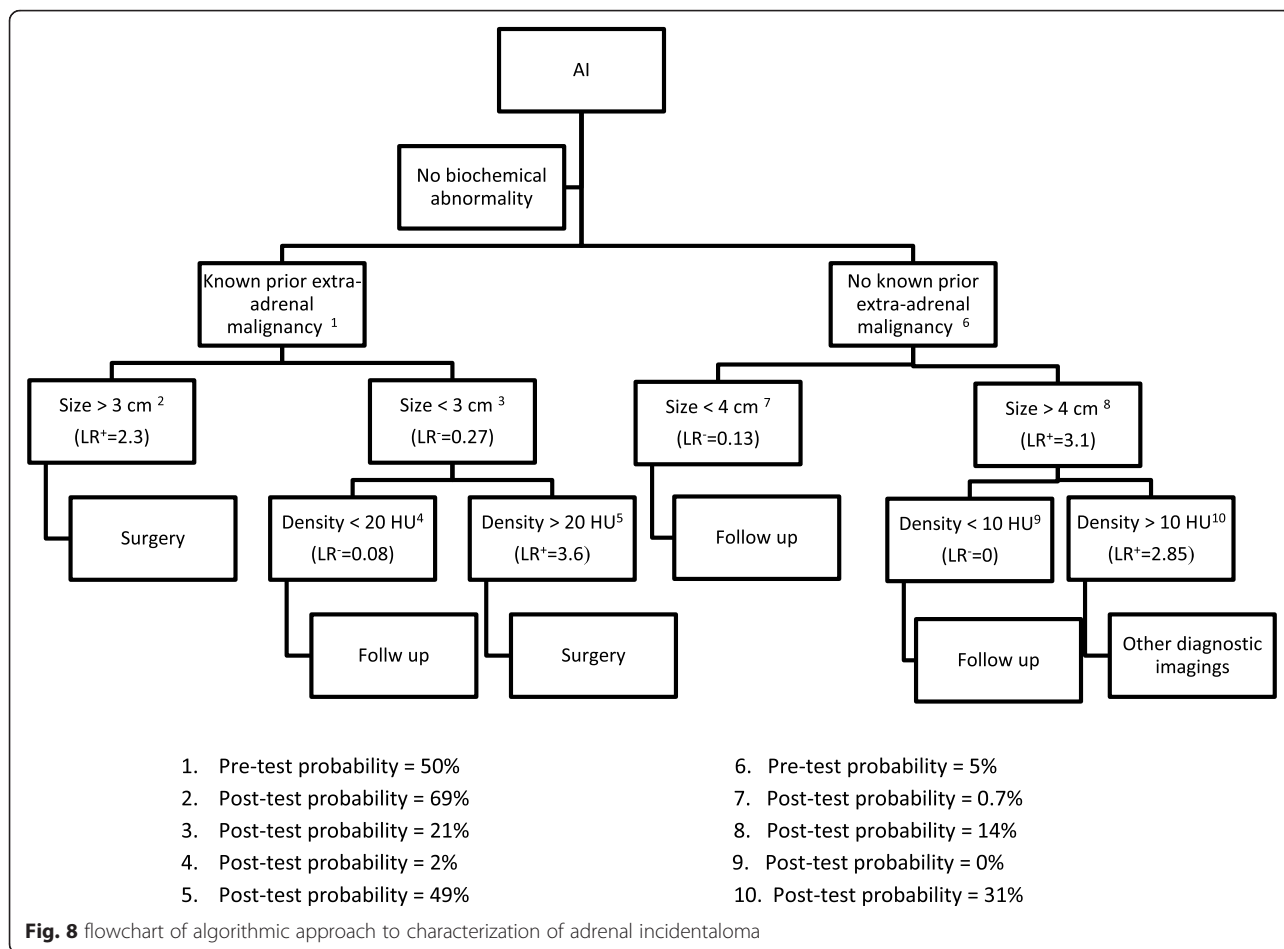 AI
No biochemical
abnormality
Known prior extra-
adrenal
malignancy 1
No known prior
extra-adrenal
malignancy 6
Size > 3 cm 2
(LR+=2.3)
Size < 3 cm 3
(LR-=0.27)
Size < 4 cm 7
(LR-=0.13)
Size > 4 cm 8
(LR+=3.1)
Surgery
Density < 20 HU4
(LR-=0.08)
Density > 20 HU5
(LR+=3.6)
Follow up
Density < 10 HU9
(LR-=0)
Density > 10 HU10
(LR+=2.85)
Follw up
Surgery
Follow up
Other diagnostic
imagings
1. Pre-test probability = 50%
2. Post-test probability = 69%
3. Post-test probability = 21%
4. Post-test probability = 2%
5. Post-test probability = 49%
6. Pre-test probability = 5%
7. Post-test probability = 0.7%
8. Post-test probability = 14%
9. Post-test probability = 0%
10. Post-test probability = 31%
Fig. 8 flowchart of algorithmic approach to characterization of adrenal incidentaloma